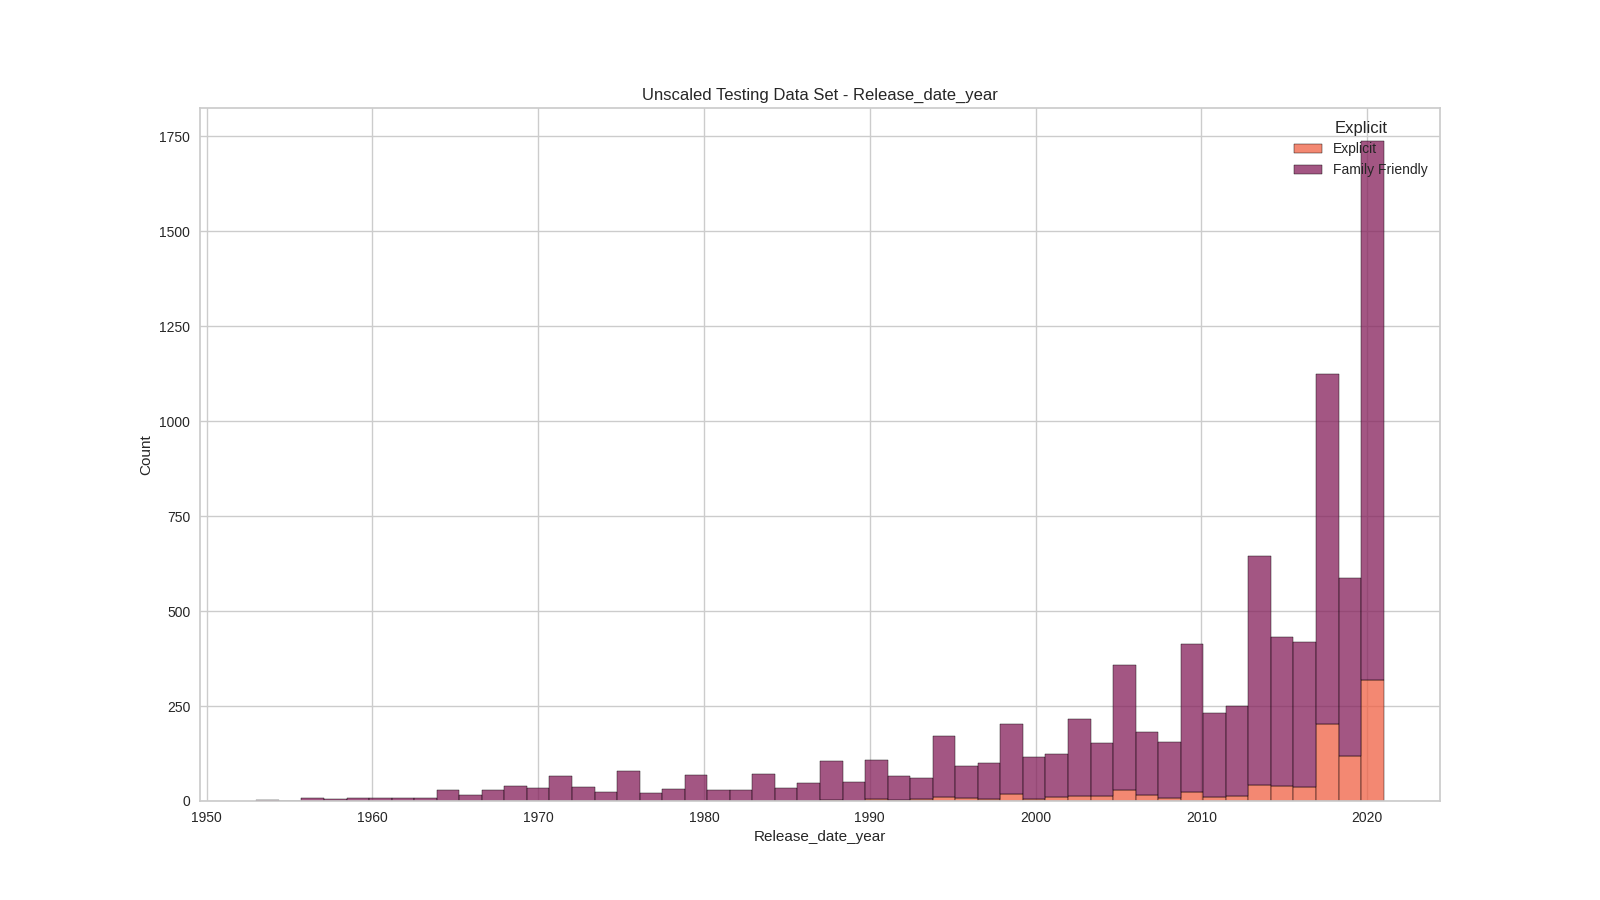 Unscaled Testing Data Set - Release_date_year
Explicit
Explicit
Family Friendly
1750
1500
1250
1000
750
500
250
0
Count
1950 1960 1970 1980 1990 2000 2010 2020
Release_date_year